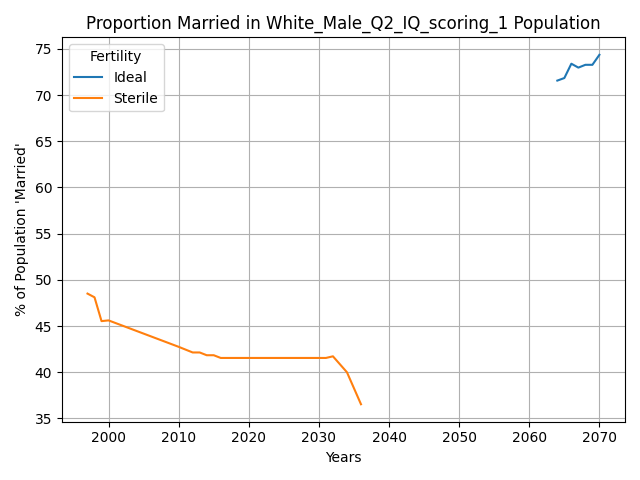 Proportion Married in White_Male_Q2_IQ_scoring_1 Population
% of Population 'Married'
75
70
65
60
55
50
45
40
35
Fertility
Ideal
Sterile
2000 2010 2020 2030 2040 2050 2060 2070
Years